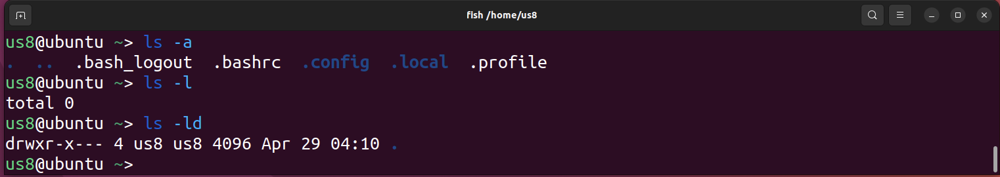 fish /home/us8
us8@ubuntu ~> ls -a
.  ..  .bash_logout  .bashrc  .config  .local  .profile
us8@ubuntu ~> ls -l
total 0
us8@ubuntu ~> ls -ld
drwxr-x--- 4 us8 us8 4096 Apr 29 04:10 .
us8@ubuntu ~>